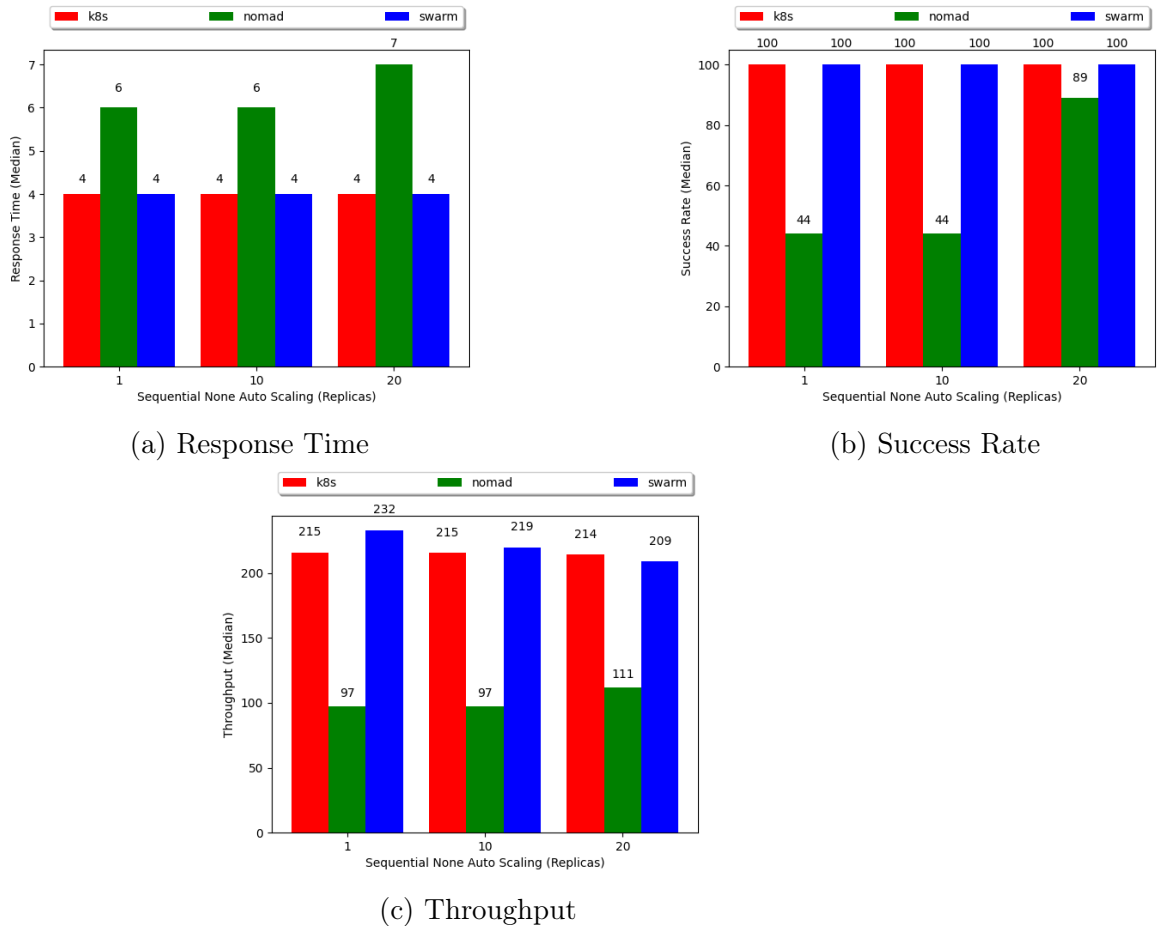 k8s nomad swarm
7
7
6
5
4
3
2
1
0
6 6
4 4 4 4 4 4
Response Time (Median)
1 10 20
Sequential None Auto Scaling (Replicas)
(a) Response Time
k8s nomad swarm
100 100 100 100 100 100
100
80
60
40
20
0
89
44 44
Success Rate (Median)
1 10 20
Sequential None Auto Scaling (Replicas)
(b) Success Rate
k8s nomad swarm
232
215 215 219 214 209
200
150
100
50
0
97 97 111
Throughput (Median)
1 10 20
Sequential None Auto Scaling (Replicas)
(c) Throughput